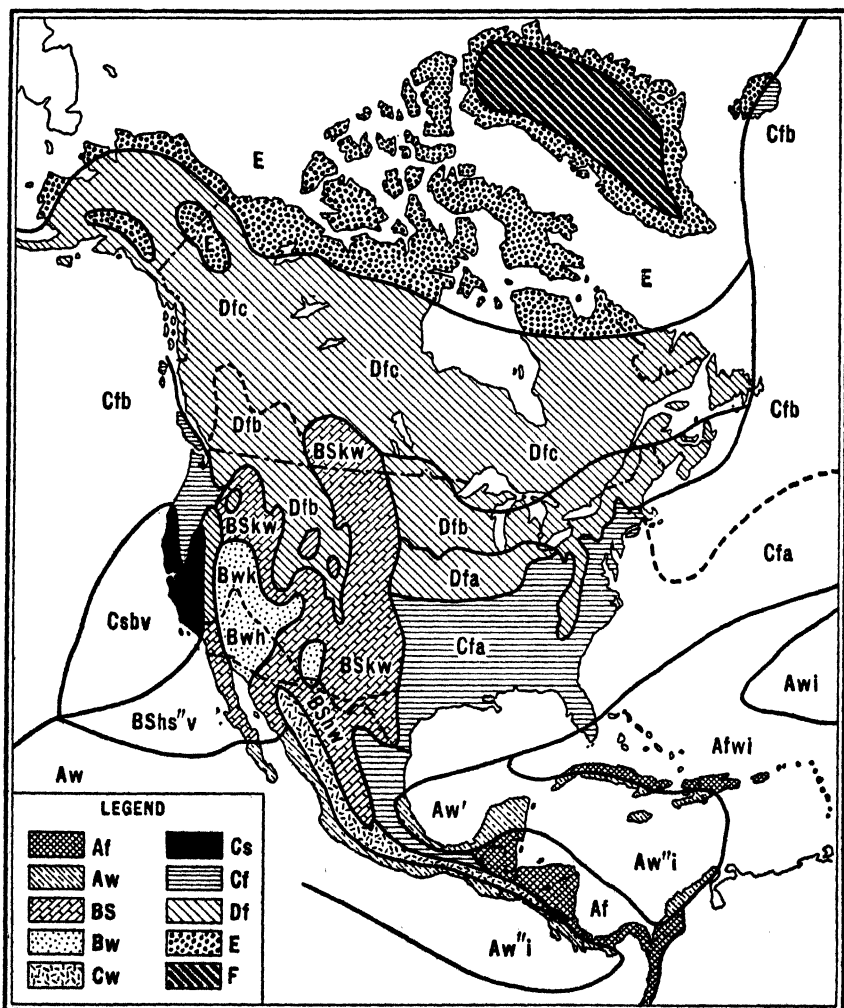 E
Cfb
E
E
Dfc
Dfc
Cfb
Cfb
Dfb
BSkw
Dfc
Dfb
BSkw
Dfb
Cfa
Dfa
Bwk
Csbv
Bwh
Cfa
BSkw
Awi
BShw
BShs"v
Afwi
Aw
Aw'
Aw"i
Af
Aw"i
LEGEND
Af Cs
Aw Cf
BS Df
Bw E
Cw F